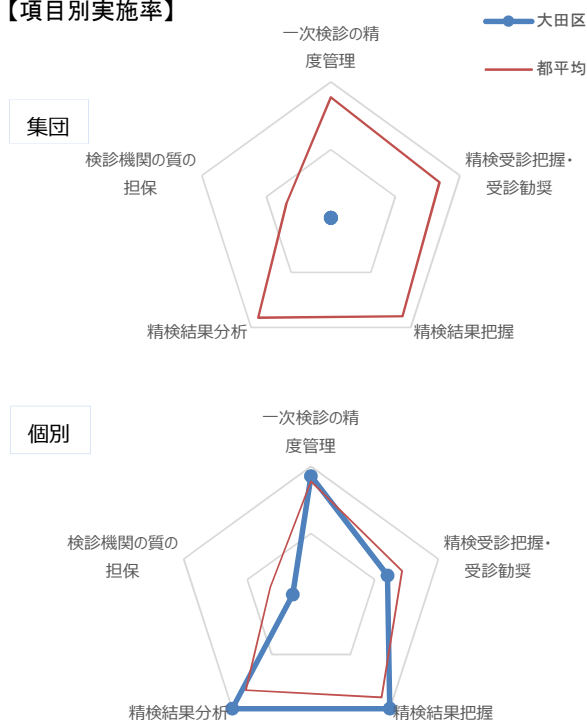 【項目別実施率】
大田区
都平均
集団
一次検診の精
度管理
精検受診把握・
受診勧奨
精検結果把握
精検結果分析
検診機関の質の
担保
個別
一次検診の精
度管理
精検受診把握・
受診勧奨
精検結果把握
精検結果分析
検診機関の質の
担保